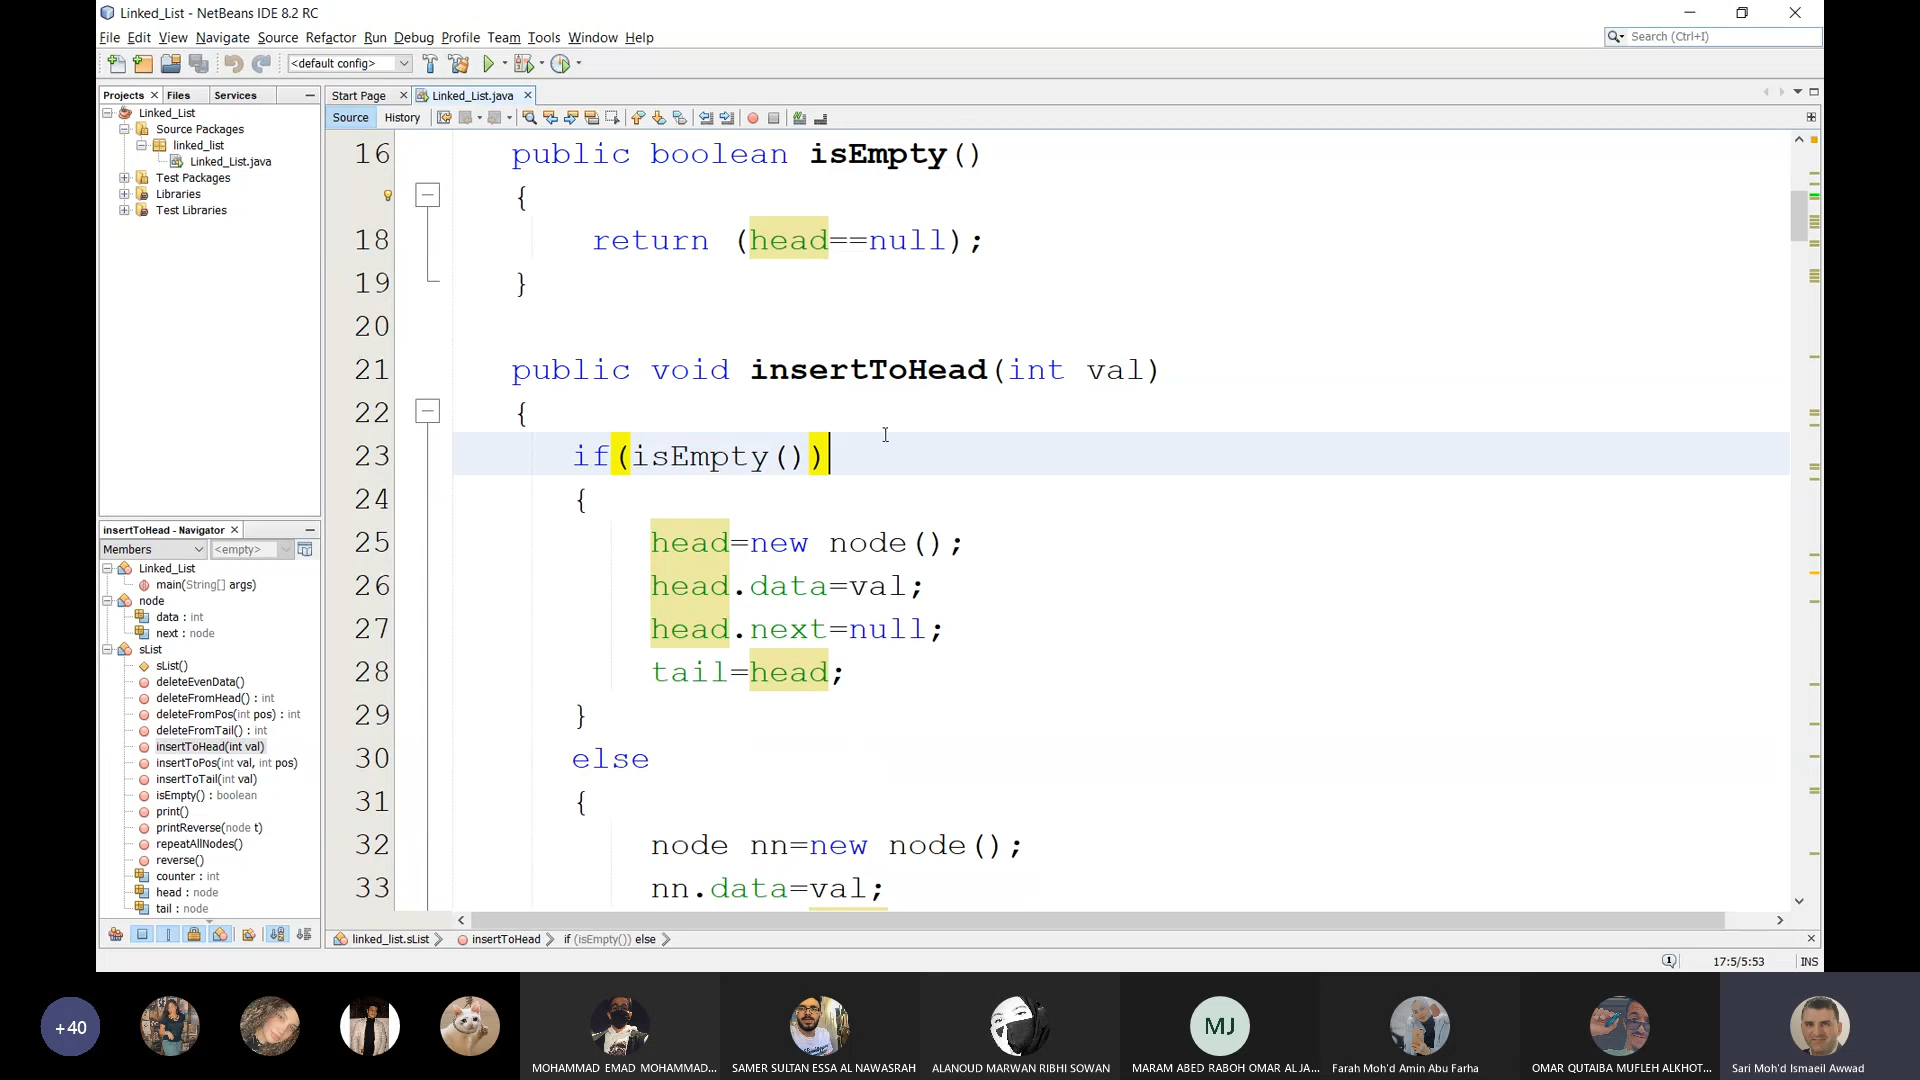 Linked_List - NetBeans IDE 8.2 RC
File Edit View Navigate Source Refactor Run Debug Profile Team Tools Window Help
Search (Ctrl+I)
<default config>
Projects Files Services
Start Page Linked_List.java
Source History
Linked_List
Source Packages
linked_list
Linked_List.java
Test Packages
Libraries
Test Libraries
16 public boolean isEmpty()
{
18 return (head==null);
19 }
20
21 public void insertToHead(int val)
22 {
23 if(isEmpty())
24 {
25 head=new node();
26 head.data=val;
27 head.next=null;
28 tail=head;
29 }
30 else
31 {
32 node nn=new node();
33 nn.data=val;
insertToHead - Navigator
Members <empty>
Linked_List
main(String[] args)
node
data : int
next : node
sList
sList()
deleteEvenData()
deleteFromHead() : int
deleteFromPos(int pos) : int
deleteFromTail() : int
insertToHead(int val)
insertToPos(int val, int pos)
insertToTail(int val)
isEmpty() : boolean
print()
printReverse(node t)
repeatAllNodes()
reverse()
counter : int
head : node
tail : node
linked_list.sList insertToHead if (isEmpty()) else
17:5/5:53 INS
+40
MJ
MOHAMMAD EMAD MOHAMMAD...
SAMER SULTAN ESSA AL NAWASRAH
ALANOUD MARWAN RIBHI SOWAN
MARAM ABED RABOH OMAR AL JA...
Farah Moh'd Amin Abu Farha
OMAR QUTAIBA MUFLEH ALKHOT...
Sari Moh'd Ismaeil Awwad